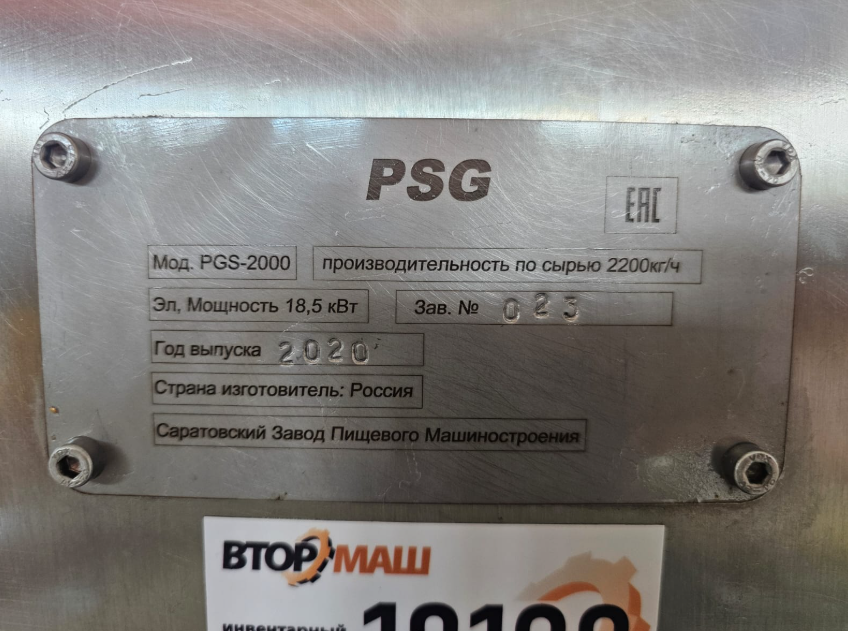 PSG
EAC
Мод. PGS-2000
производительность по сырью 2200кг/ч
Эл, Мощность 18,5 кВт
Зав. № 023
Год выпуска 2020
Страна изготовитель: Россия
Саратовский Завод Пищевого Машиностроения
ВТОРМАШ
инвентарный